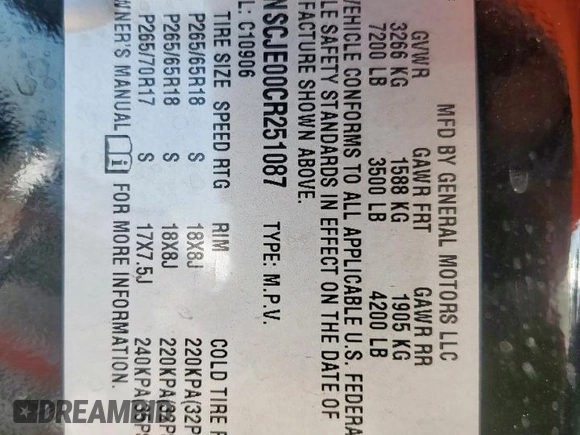 MFD BY GENERAL MOTORS LLC
GVWR GAWR FRT GAWR RR
3266 KG 1588 KG 1905 KG
7200 LB 3500 LB 4200 LB
VEHICLE CONFORMS TO ALL APPLICABLE U.S. FEDERA
LE SAFETY STANDARDS IN EFFECT ON THE DATE OF
FACTURE SHOWN ABOVE.
NSCJE00CR251087 TYPE: M.P.V.
L: C10906
TIRE SIZE SPEED RTG RIM COLD TIRE P
P265/65R18 S 18X8J 220KPA(32P
P265/65R18 S 18X8J 220KPA(32PS
P265/70R17 S 17X7.5J 240KPA(35PS
WNER'S MANUAL i FOR MORE INFORMATION.
DREAMBID